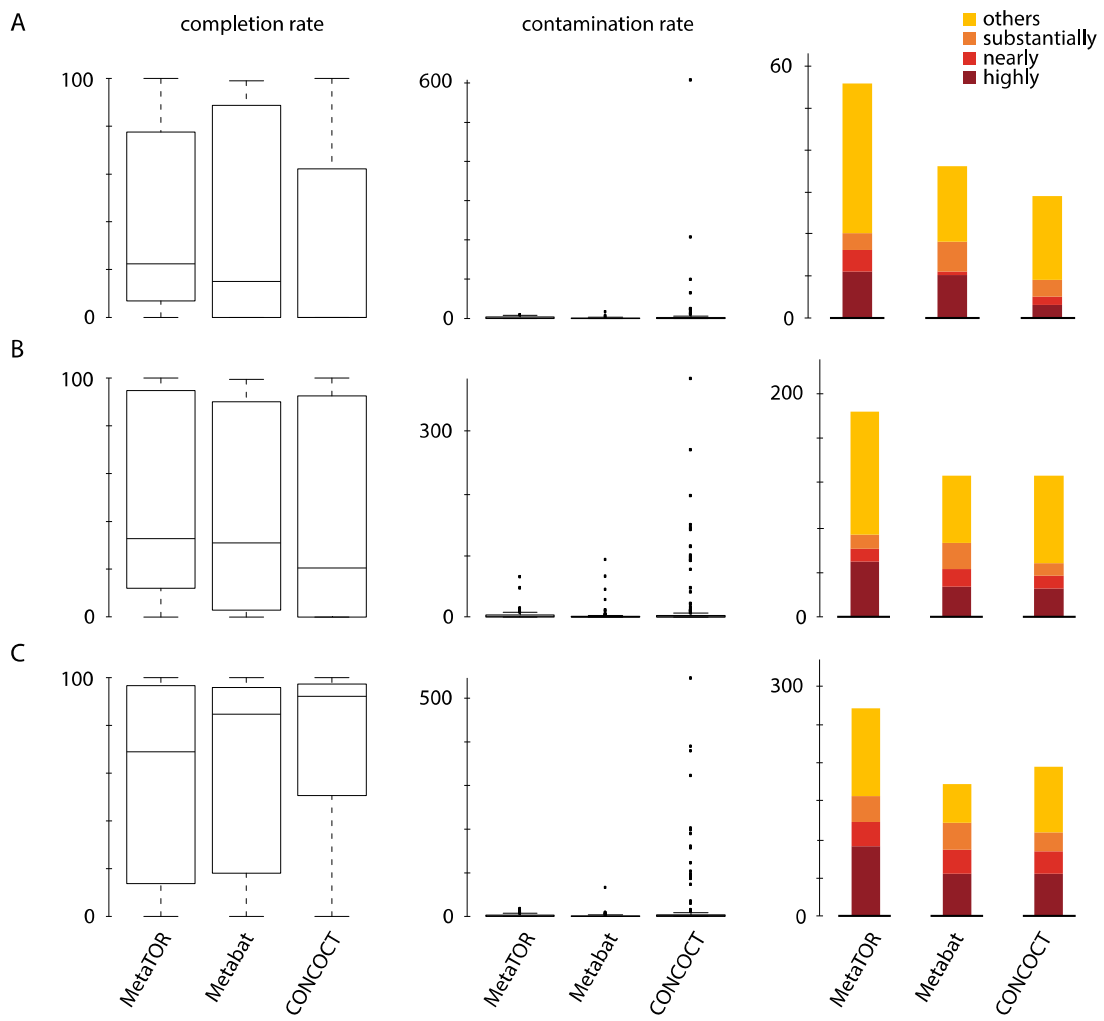 A
completion rate
contamination rate
others
substantially
nearly
highly
100
0
600
0
60
0
B
100
0
300
0
200
0
C
100
0
500
0
300
0
MetaTOR
Metabat
CONCOCT
MetaTOR
Metabat
CONCOCT
MetaTOR
Metabat
CONCOCT